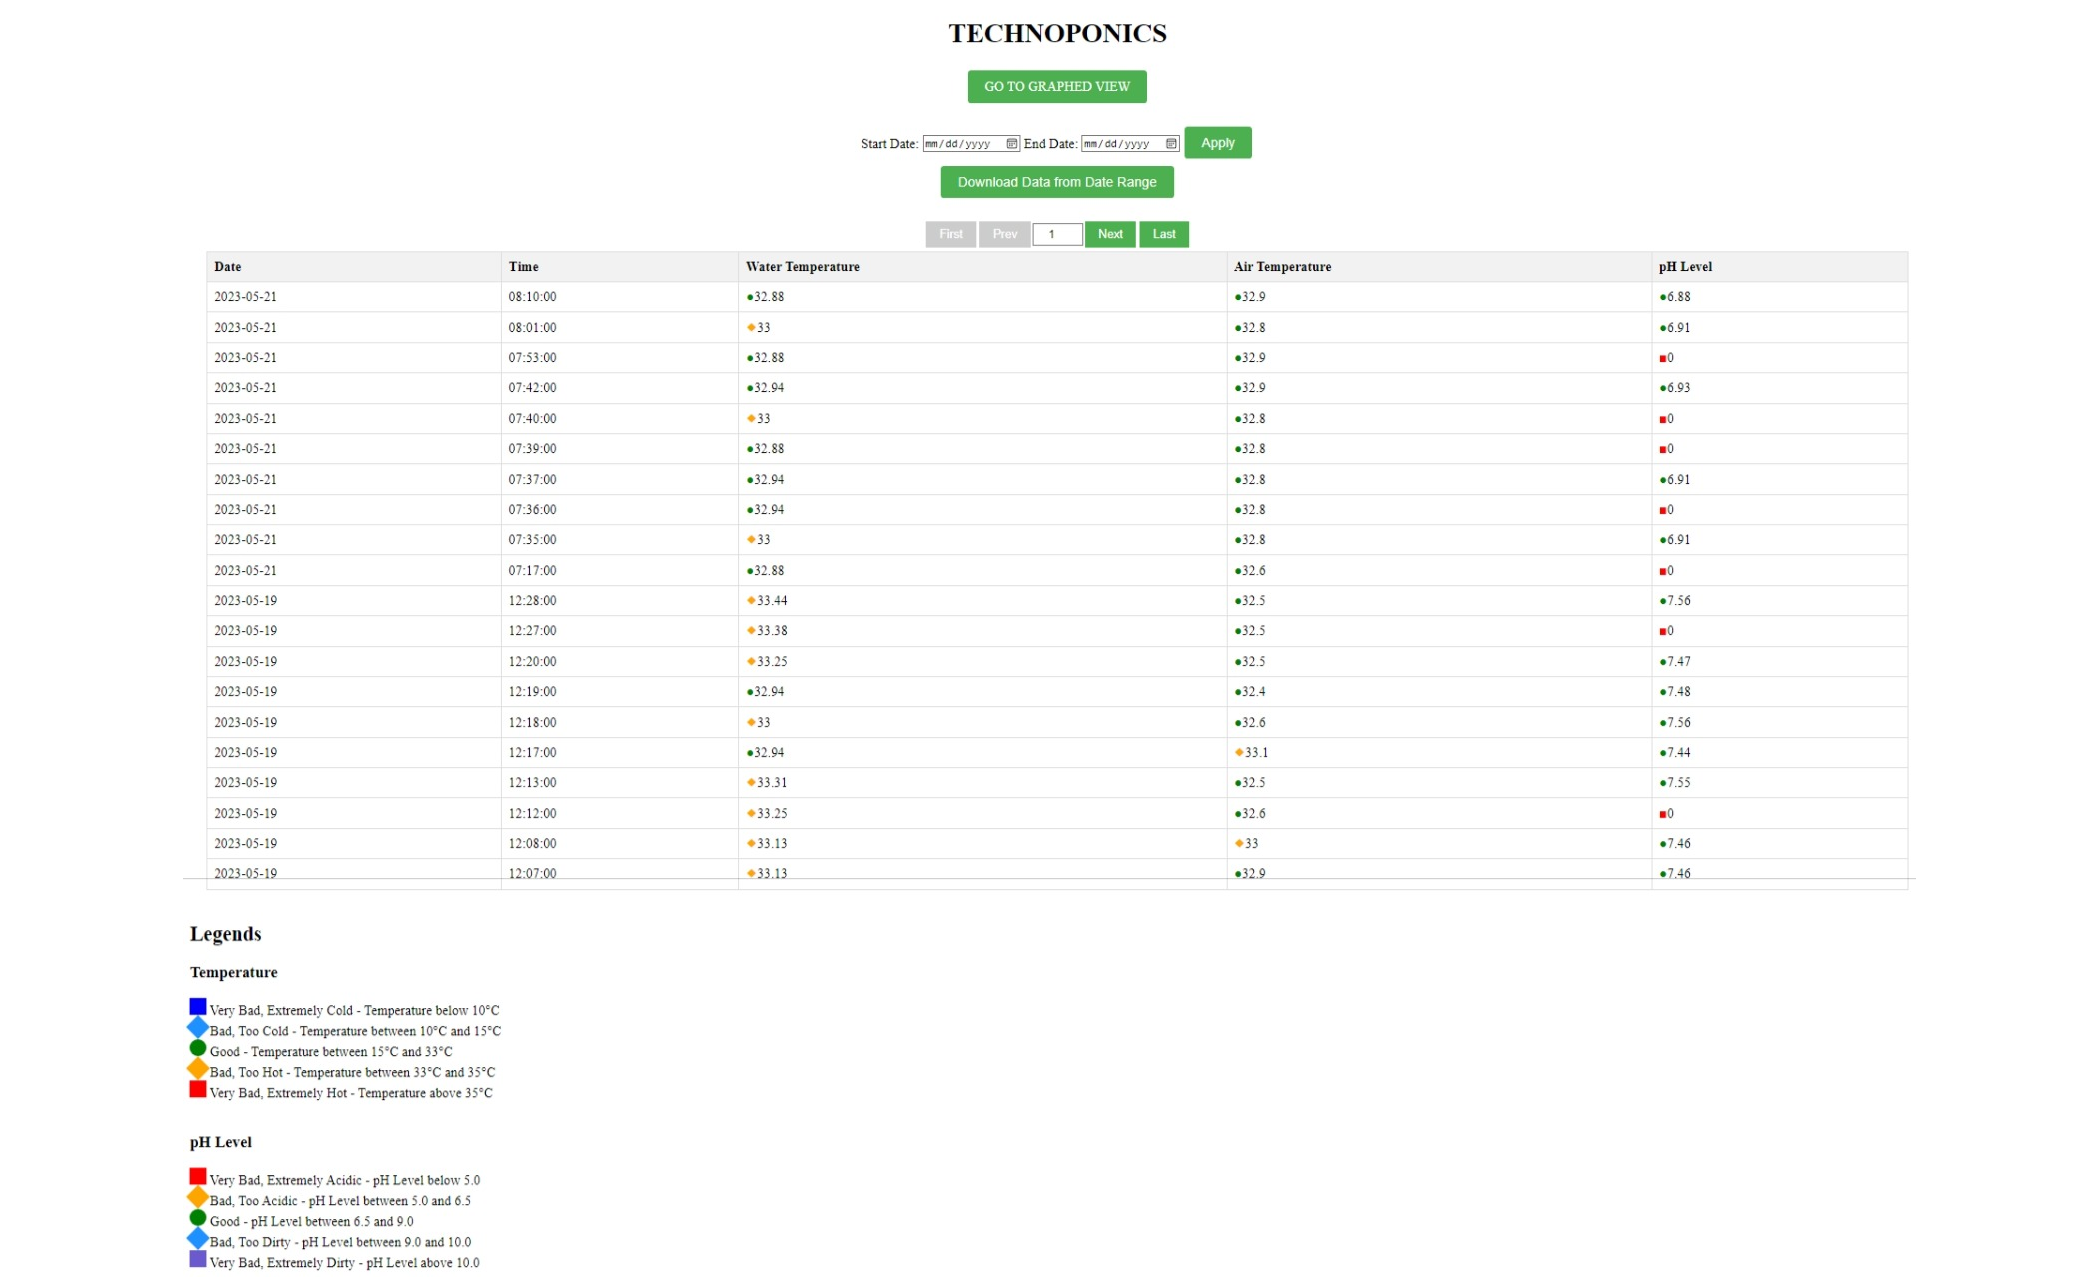 TECHNOPONICS
GO TO GRAPHED VIEW
Start Date: mm/dd/yyyy End Date: mm/dd/yyyy Apply
Download Data from Date Range
First Prev 1 Next Last
Date Time Water Temperature Air Temperature pH Level
2023-05-21 08:10:00 32.88 32.9 6.88
2023-05-21 08:01:00 33 32.8 6.91
2023-05-21 07:53:00 32.88 32.9 0
2023-05-21 07:42:00 32.94 32.9 6.93
2023-05-21 07:40:00 33 32.8 0
2023-05-21 07:39:00 32.88 32.8 0
2023-05-21 07:37:00 32.94 32.8 6.91
2023-05-21 07:36:00 32.94 32.8 0
2023-05-21 07:35:00 33 32.8 6.91
2023-05-21 07:17:00 32.88 32.6 0
2023-05-19 12:28:00 33.44 32.5 7.56
2023-05-19 12:27:00 33.38 32.5 0
2023-05-19 12:20:00 33.25 32.5 7.47
2023-05-19 12:19:00 32.94 32.4 7.48
2023-05-19 12:18:00 33 32.6 7.56
2023-05-19 12:17:00 32.94 33.1 7.44
2023-05-19 12:13:00 33.31 32.5 7.55
2023-05-19 12:12:00 33.25 32.6 0
2023-05-19 12:08:00 33.13 33 7.46
2023-05-19 12:07:00 33.13 32.9 7.46
Legends
Temperature
Very Bad, Extremely Cold - Temperature below 10°C
Bad, Too Cold - Temperature between 10°C and 15°C
Good - Temperature between 15°C and 33°C
Bad, Too Hot - Temperature between 33°C and 35°C
Very Bad, Extremely Hot - Temperature above 35°C
pH Level
Very Bad, Extremely Acidic - pH Level below 5.0
Bad, Too Acidic - pH Level between 5.0 and 6.5
Good - pH Level between 6.5 and 9.0
Bad, Too Dirty - pH Level between 9.0 and 10.0
Very Bad, Extremely Dirty - pH Level above 10.0